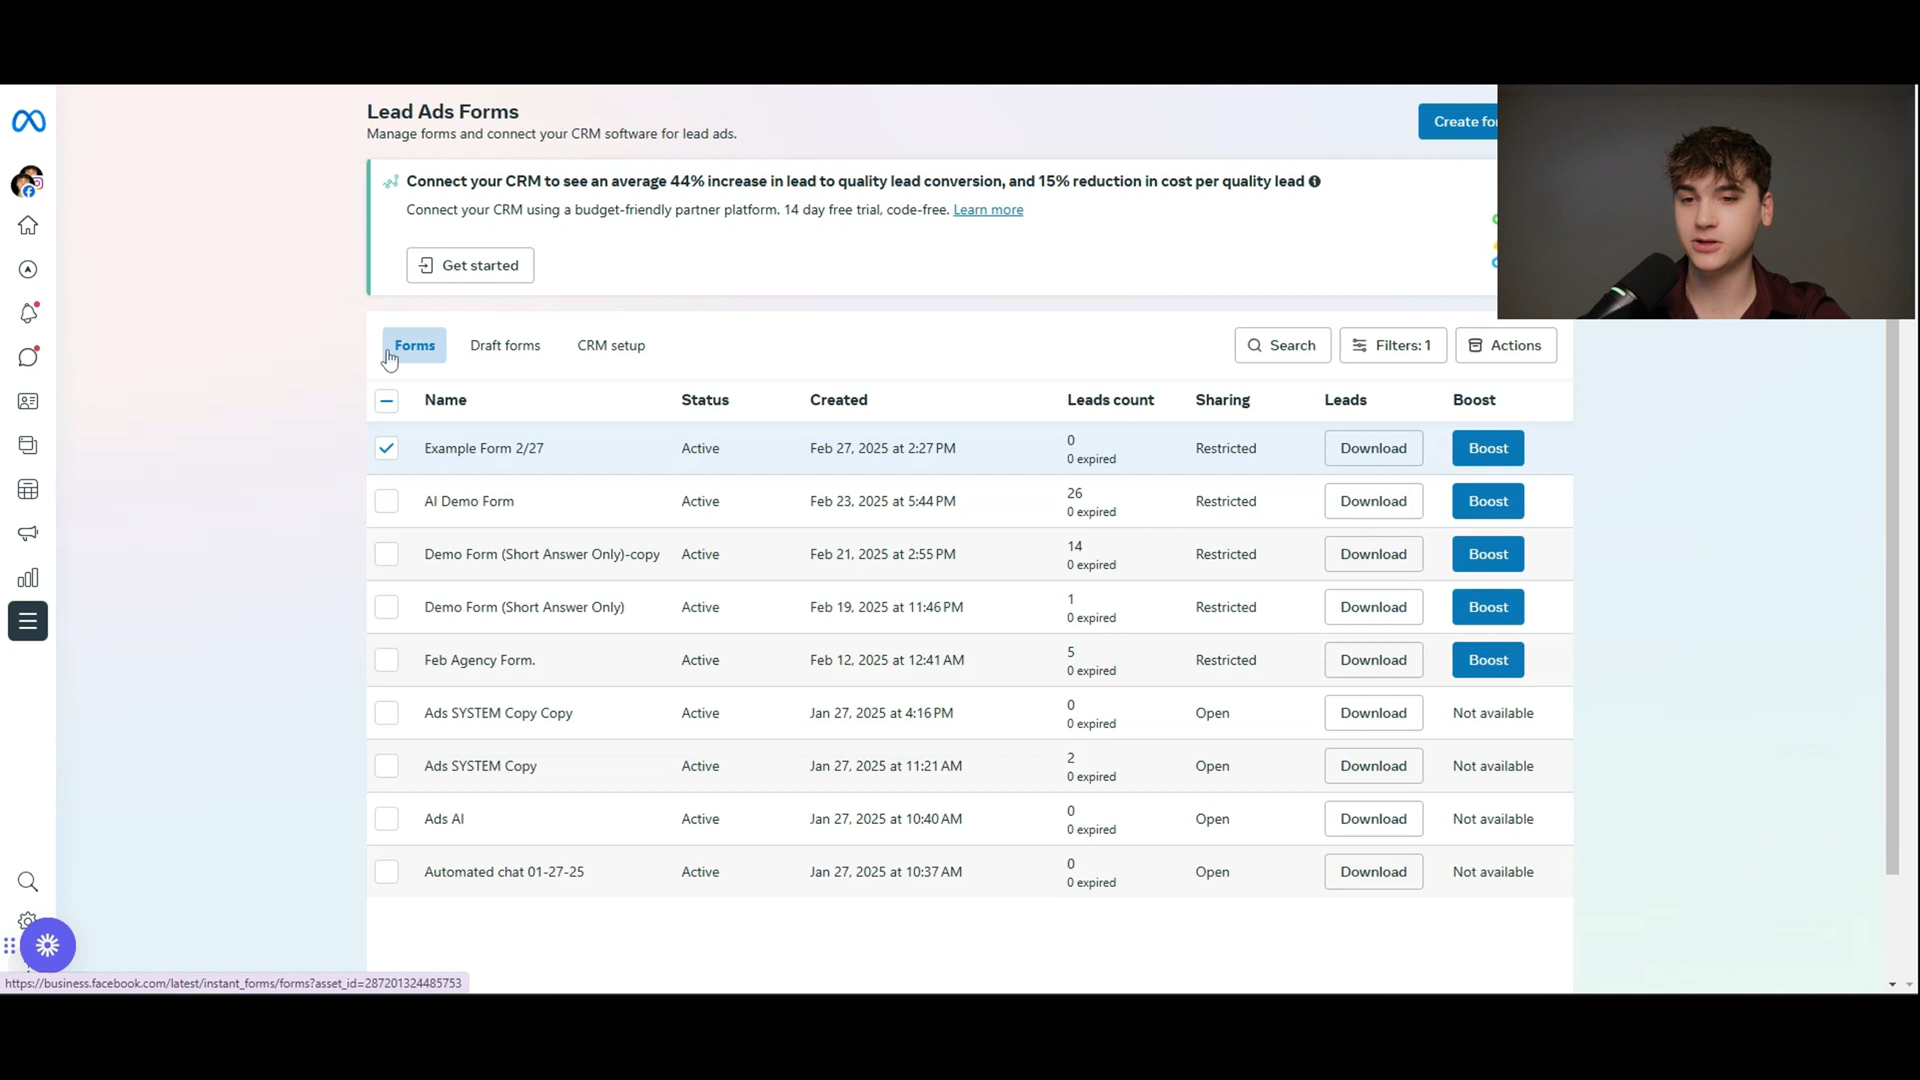 Lead Ads Forms
Create for
Manage forms and connect your CRM software for lead ads.
Connect your CRM to see an average 44% increase in lead to quality lead conversion, and 15% reduction in cost per quality lead
Connect your CRM using a budget-friendly partner platform. 14 day free trial, code-free. Learn more
Get started
Forms Draft forms CRM setup Search Filters: 1 Actions
Name Status Created Leads count Sharing Leads Boost
Example Form 2/27 Active Feb 27, 2025 at 2:27 PM 0 Restricted Download Boost
0 expired
AI Demo Form Active Feb 23, 2025 at 5:44 PM 26 Restricted Download Boost
0 expired
Demo Form (Short Answer Only)-copy Active Feb 21, 2025 at 2:55 PM 14 Restricted Download Boost
0 expired
Demo Form (Short Answer Only) Active Feb 19, 2025 at 11:46 PM 1 Restricted Download Boost
0 expired
Feb Agency Form. Active Feb 12, 2025 at 12:41 AM 5 Restricted Download Boost
0 expired
Ads SYSTEM Copy Copy Active Jan 27, 2025 at 4:16 PM 0 Open Download Not available
0 expired
Ads SYSTEM Copy Active Jan 27, 2025 at 11:21 AM 2 Open Download Not available
0 expired
Ads AI Active Jan 27, 2025 at 10:40 AM 0 Open Download Not available
0 expired
Automated chat 01-27-25 Active Jan 27, 2025 at 10:37 AM 0 Open Download Not available
0 expired
https://business.facebook.com/latest/instant_forms/forms?asset_id=287201324485753